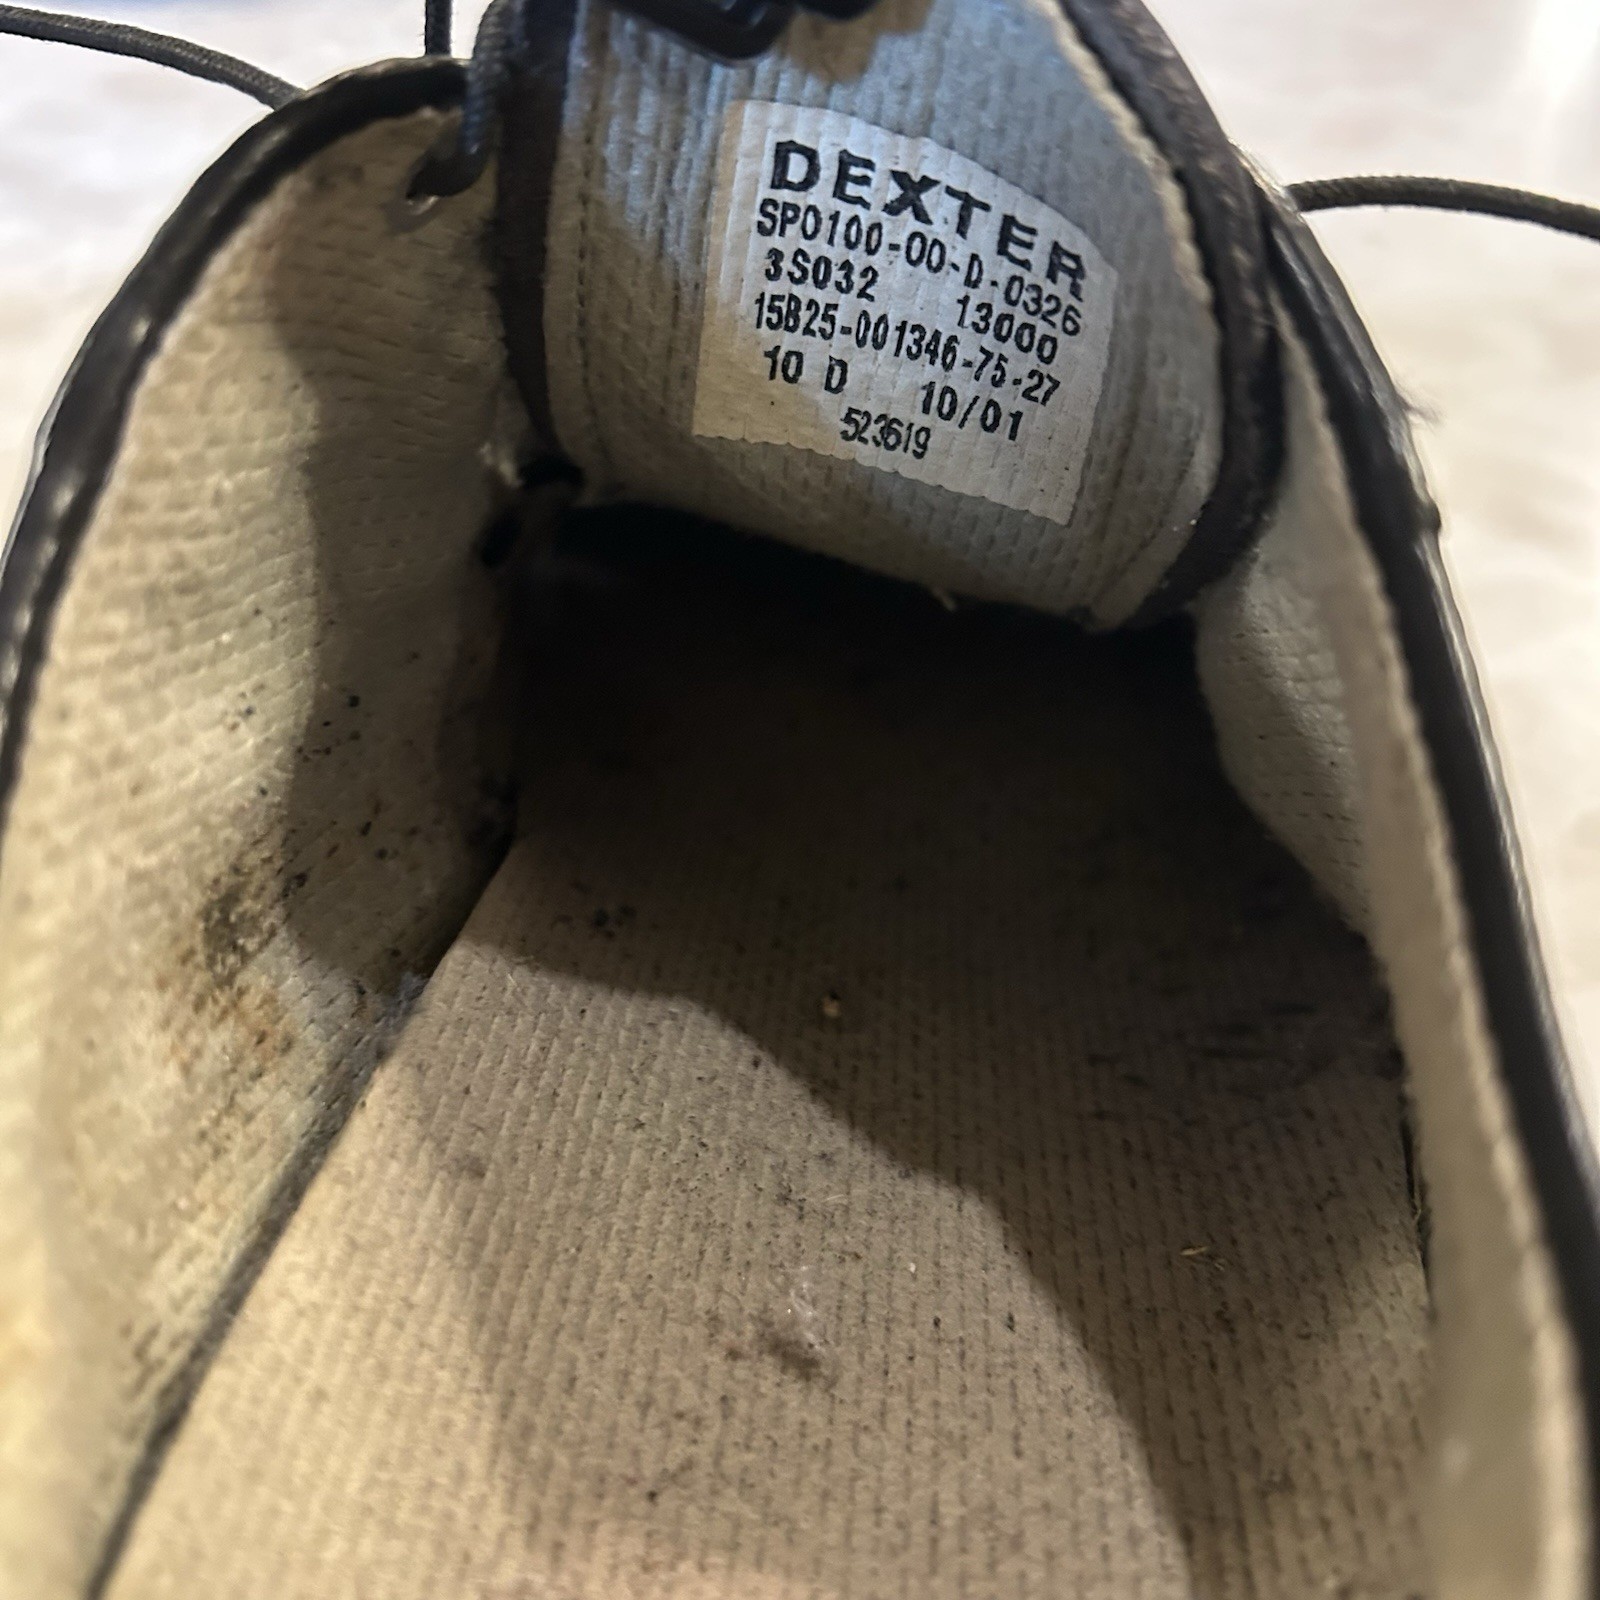 DEXTER
SP0100-00-D-0326
3S032 13000
15B25-001346-75-27
10 D 10/01
523619